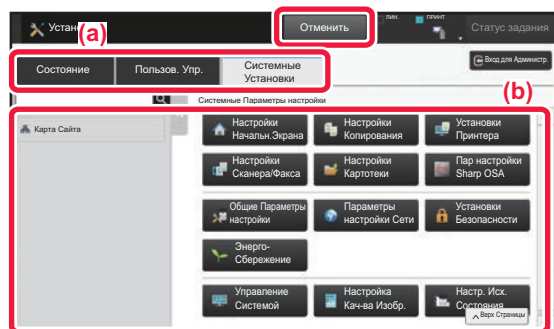 Устан
(a)
Отменить
ЛИН.
ПРИНТ
Статус задания
Состояние
Пользов. Упр.
Системные
Установки
Вход для Администр.
(b)
Системные Параметры настройки
Карта Сайта
Настройки
Начальн.Экрана
Настройки
Копирования
Установки
Принтера
Настройки
Сканера/Факса
Настройки
Картотеки
Пар настройки
Sharp OSA
Общие Параметры
настройки
Параметры
настройки Сети
Установки
Безопасности
Энерго-
Сбережение
Управление
Системой
Настройка
Кач-ва Изобр.
Настр. Исх.
Состояния
Верх Страницы